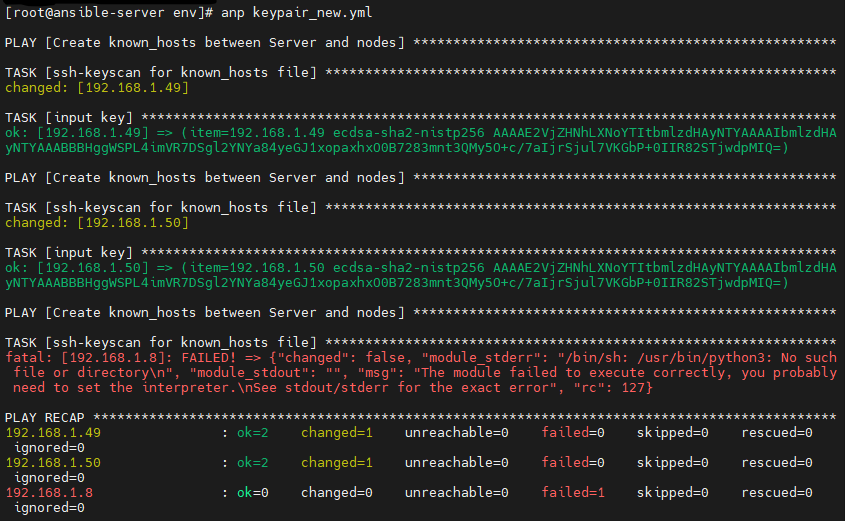 [root@ansible-server env]# anp keypair_new.yml
PLAY [Create known_hosts between Server and nodes] *****************************************************
TASK [ssh-keyscan for known_hosts file] ****************************************************************
changed: [192.168.1.49]
TASK [input key] ***************************************************************************************
ok: [192.168.1.49] => (item=192.168.1.49 ecdsa-sha2-nistp256 AAAAE2VjZHNhLXNoYTItbmlzdHAyNTYAAAAIbmlzdHA
yNTYAAABBBHggWSPL4imVR7DSgl2YNYa84yeGJ1xopaxhxO0B7283mnt3QMy5O+c/7aIjrSjul7VKGbP+0IIR82STjwdpMIQ=)
PLAY [Create known_hosts between Server and nodes] *****************************************************
TASK [ssh-keyscan for known_hosts file] ****************************************************************
changed: [192.168.1.50]
TASK [input key] ***************************************************************************************
ok: [192.168.1.50] => (item=192.168.1.50 ecdsa-sha2-nistp256 AAAAE2VjZHNhLXNoYTItbmlzdHAyNTYAAAAIbmlzdHA
yNTYAAABBBHggWSPL4imVR7DSgl2YNYa84yeGJ1xopaxhxO0B7283mnt3QMy5O+c/7aIjrSjul7VKGbP+0IIR82STjwdpMIQ=)
PLAY [Create known_hosts between Server and nodes] *****************************************************
TASK [ssh-keyscan for known_hosts file] ****************************************************************
fatal: [192.168.1.8]: FAILED! => {"changed": false, "module_stderr": "/bin/sh: /usr/bin/python3: No such
file or directory\n", "module_stdout": "", "msg": "The module failed to execute correctly, you probably
need to set the interpreter.\nSee stdout/stderr for the exact error", "rc": 127}
PLAY RECAP *********************************************************************************************
192.168.1.49 : ok=2 changed=1 unreachable=0 failed=0 skipped=0 rescued=0
ignored=0
192.168.1.50 : ok=2 changed=1 unreachable=0 failed=0 skipped=0 rescued=0
ignored=0
192.168.1.8 : ok=0 changed=0 unreachable=0 failed=1 skipped=0 rescued=0
ignored=0